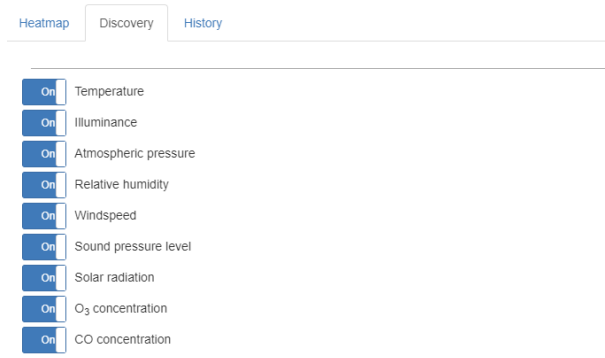 Heatmap Discovery History
On Temperature
On Illuminance
On Atmospheric pressure
On Relative humidity
On Windspeed
On Sound pressure level
On Solar radiation
On O₃ concentration
On CO concentration